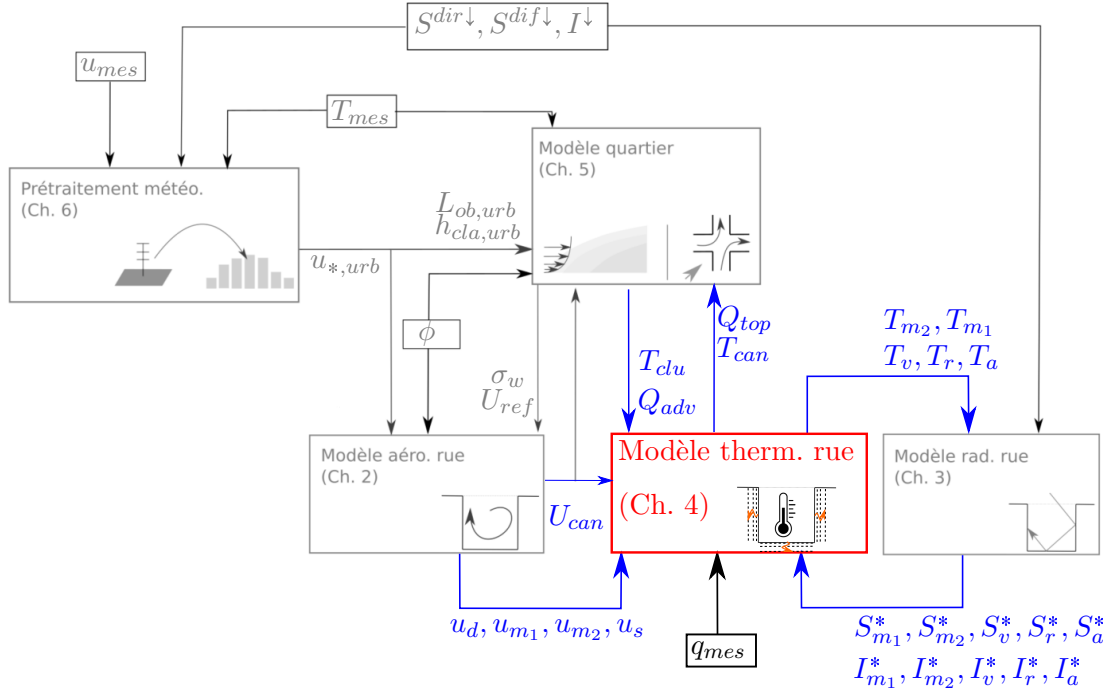 S^{dir↓}, S^{dif↓}, I^↓
u_{mes}
T_{mes}
Modèle quartier
(Ch. 5)
Prétraitement météo.
(Ch. 6)
L_{ob,urb}
h_{cla,urb}
u_{*,urb}
ϕ
σ_w
U_{ref}
T_{clu}
Q_{adv}
Q_{top}
T_{can}
T_{m_2}, T_{m_1}
T_v, T_r, T_a
Modèle aéro. rue
(Ch. 2)
U_{can}
Modèle therm. rue
(Ch. 4)
Modèle rad. rue
(Ch. 3)
u_d, u_{m_1}, u_{m_2}, u_s
q_{mes}
S^*_{m_1}, S^*_{m_2}, S^*_v, S^*_r, S^*_a
I^*_{m_1}, I^*_{m_2}, I^*_v, I^*_r, I^*_a